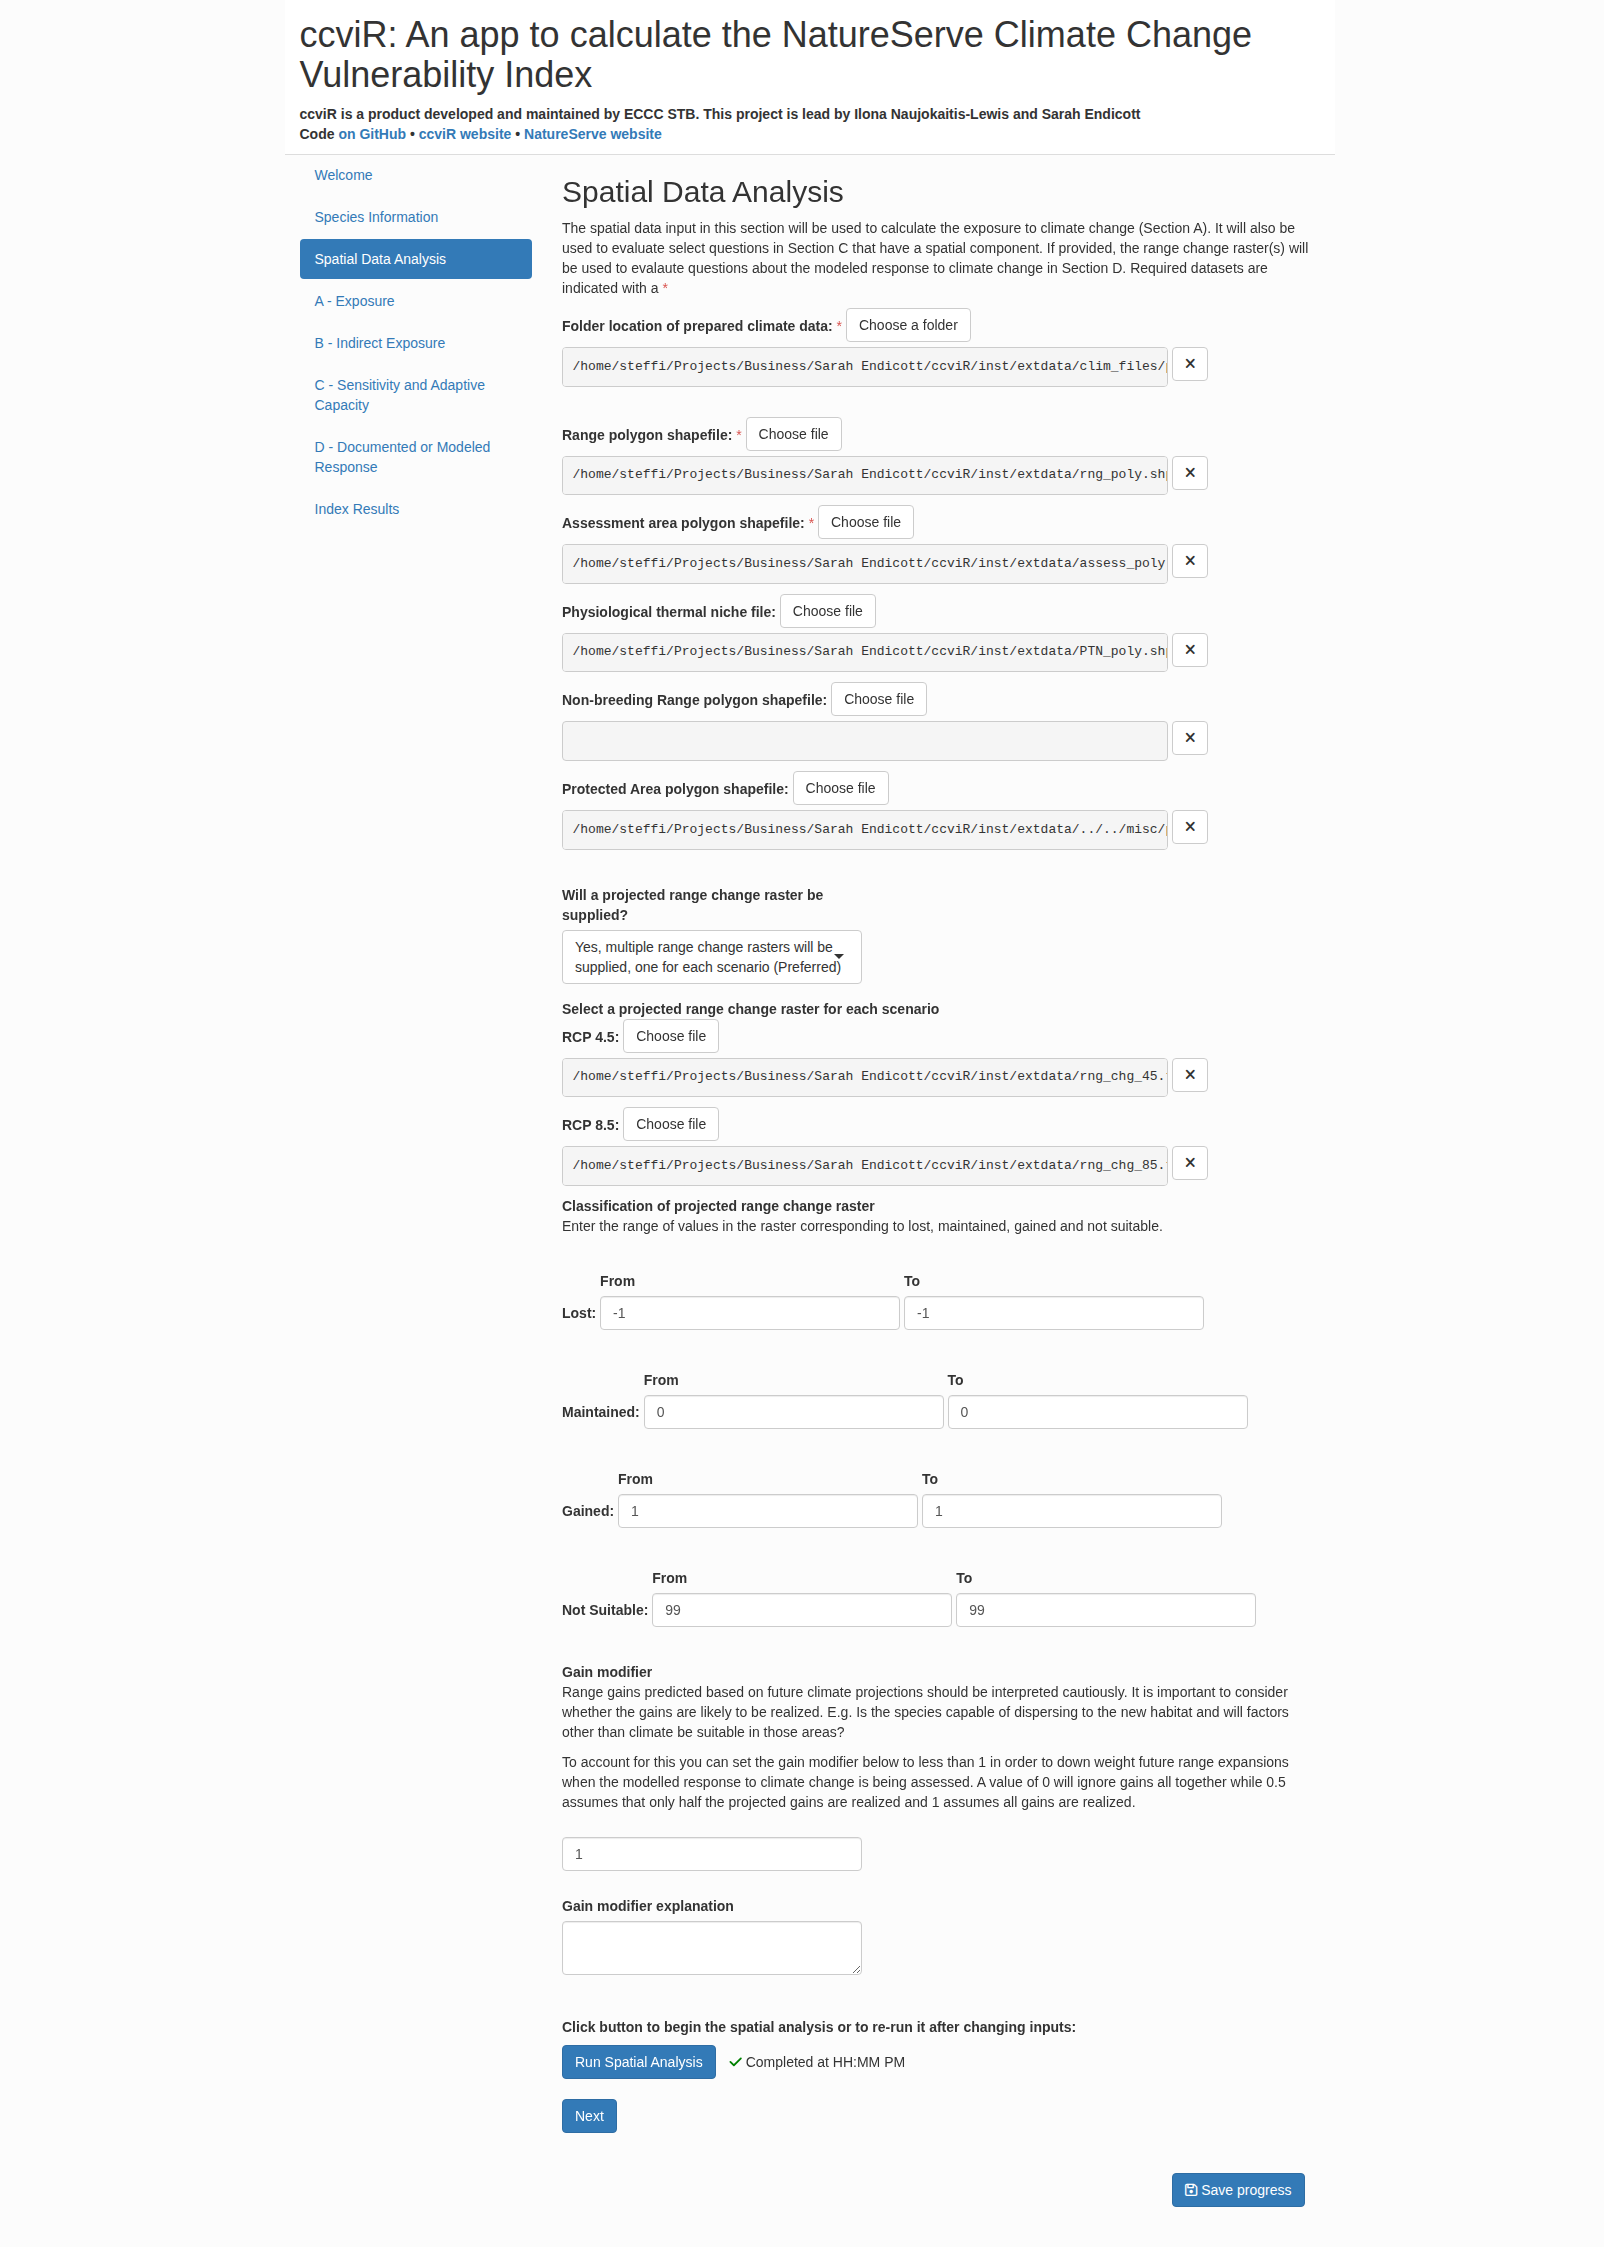 ccviR: An app to calculate the NatureServe Climate Change
Vulnerability Index
ccviR is a product developed and maintained by ECCC STB. This project is lead by Ilona Naujokaitis-Lewis and Sarah Endicott
Code on GitHub • ccviR website • NatureServe website
Welcome
Species Information
Spatial Data Analysis
A - Exposure
B - Indirect Exposure
C - Sensitivity and Adaptive
Capacity
D - Documented or Modeled
Response
Index Results
Spatial Data Analysis
The spatial data input in this section will be used to calculate the exposure to climate change (Section A). It will also be
used to evaluate select questions in Section C that have a spatial component. If provided, the range change raster(s) will
be used to evalaute questions about the modeled response to climate change in Section D. Required datasets are
indicated with a *
Folder location of prepared climate data: * Choose a folder
/home/steffi/Projects/Business/Sarah Endicott/ccviR/inst/extdata/clim_files/p
Range polygon shapefile: * Choose file
/home/steffi/Projects/Business/Sarah Endicott/ccviR/inst/extdata/rng_poly.shp
Assessment area polygon shapefile: * Choose file
/home/steffi/Projects/Business/Sarah Endicott/ccviR/inst/extdata/assess_poly
Physiological thermal niche file: Choose file
/home/steffi/Projects/Business/Sarah Endicott/ccviR/inst/extdata/PTN_poly.shp
Non-breeding Range polygon shapefile: Choose file
Protected Area polygon shapefile: Choose file
/home/steffi/Projects/Business/Sarah Endicott/ccviR/inst/extdata/../../misc/p
Will a projected range change raster be
supplied?
Yes, multiple range change rasters will be
supplied, one for each scenario (Preferred)
Select a projected range change raster for each scenario
RCP 4.5: Choose file
/home/steffi/Projects/Business/Sarah Endicott/ccviR/inst/extdata/rng_chg_45.
RCP 8.5: Choose file
/home/steffi/Projects/Business/Sarah Endicott/ccviR/inst/extdata/rng_chg_85.
Classification of projected range change raster
Enter the range of values in the raster corresponding to lost, maintained, gained and not suitable.
From To
Lost: -1 -1
From To
Maintained: 0 0
From To
Gained: 1 1
From To
Not Suitable: 99 99
Gain modifier
Range gains predicted based on future climate projections should be interpreted cautiously. It is important to consider
whether the gains are likely to be realized. E.g. Is the species capable of dispersing to the new habitat and will factors
other than climate be suitable in those areas?
To account for this you can set the gain modifier below to less than 1 in order to down weight future range expansions
when the modelled response to climate change is being assessed. A value of 0 will ignore gains all together while 0.5
assumes that only half the projected gains are realized and 1 assumes all gains are realized.
1
Gain modifier explanation
Click button to begin the spatial analysis or to re-run it after changing inputs:
Run Spatial Analysis Completed at HH:MM PM
Next
Save progress